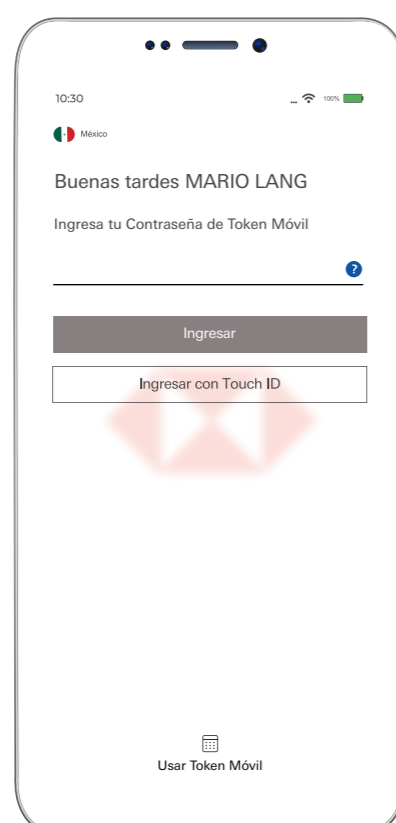 10:30
100%
México
Buenas tardes MARIO LANG
Ingresa tu Contraseña de Token Móvil
?
Ingresar
Ingresar con Touch ID
Usar Token Móvil